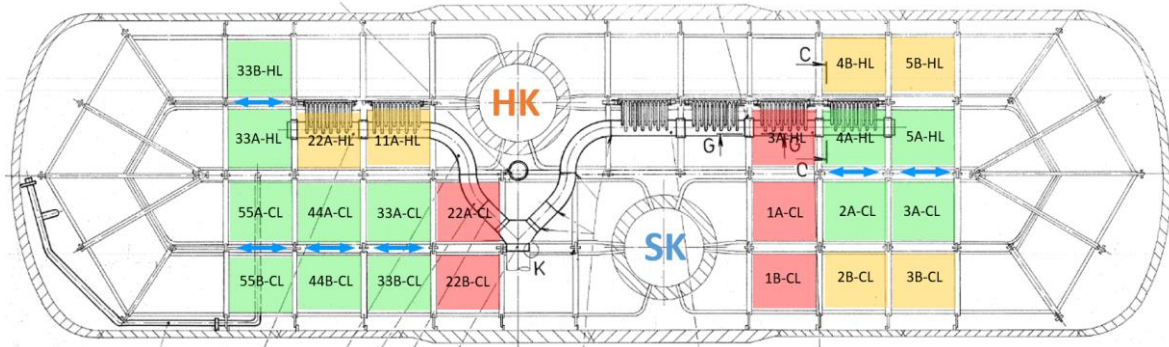 4B-HL 5B-HL
C
33B-HL
HK
33A-HL 22A-HL 11A-HL 3A-HL 4A-HL 5A-HL
G G
C
55A-CL 44A-CL 33A-CL 22A-CL 1A-CL 2A-CL 3A-CL
SK
K
55B-CL 44B-CL 33B-CL 22B-CL 1B-CL 2B-CL 3B-CL